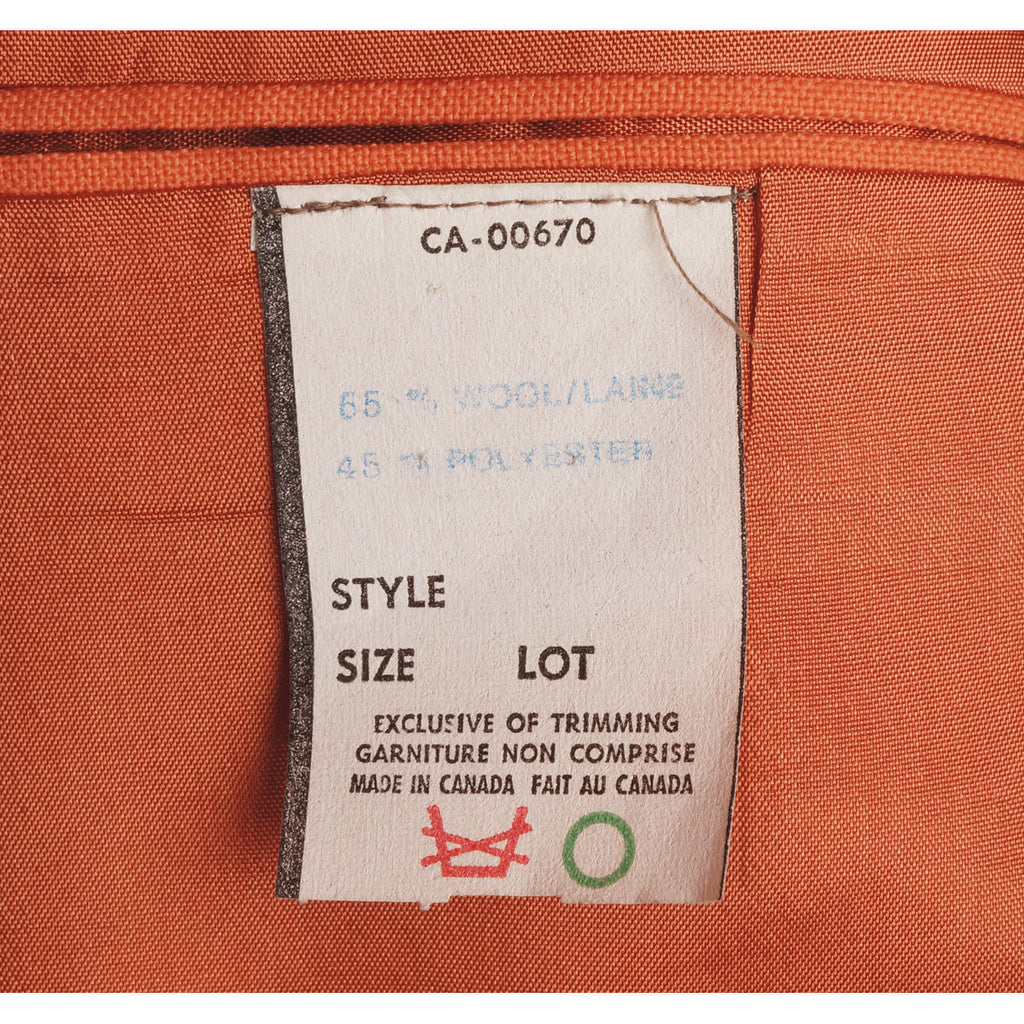 CA-00670
55 % WOOL/LAINE
45 % POLYESTER
STYLE
SIZE LOT
EXCLUSIVE OF TRIMMING
GARNITURE NON COMPRISE
MADE IN CANADA FAIT AU CANADA